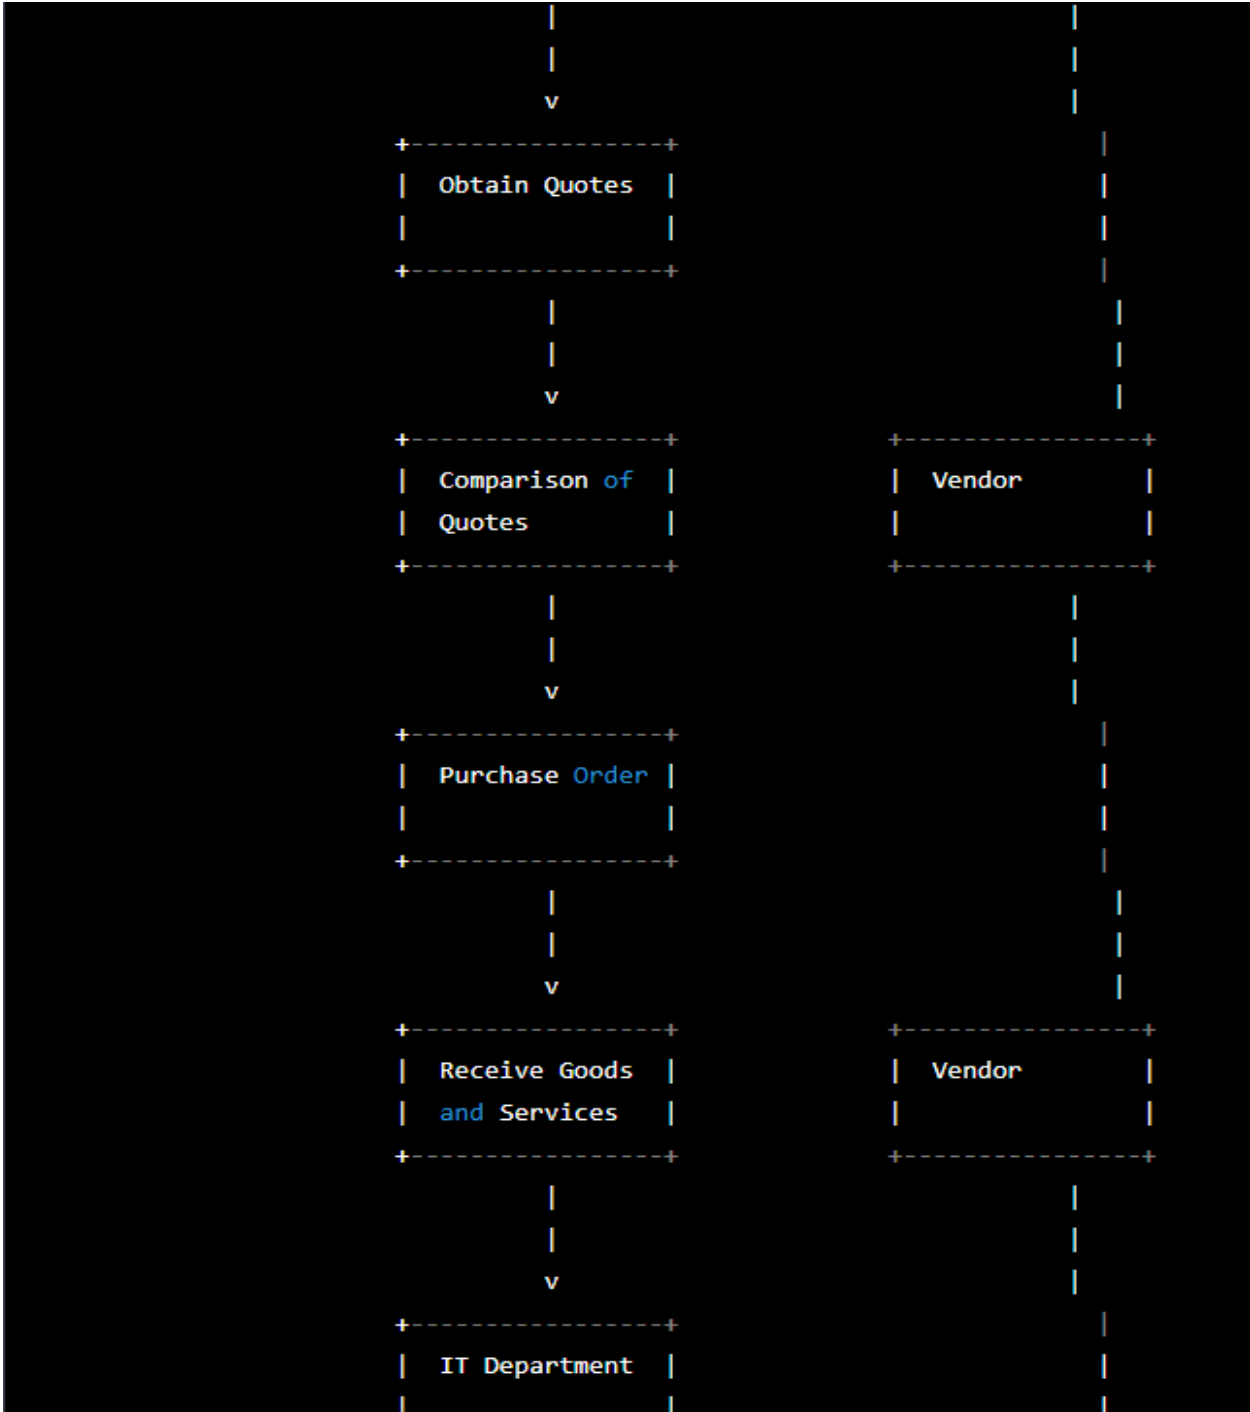 Obtain Quotes
Comparison of
Vendor
Quotes
Purchase Order
Receive Goods
Vendor
and Services
IT Department